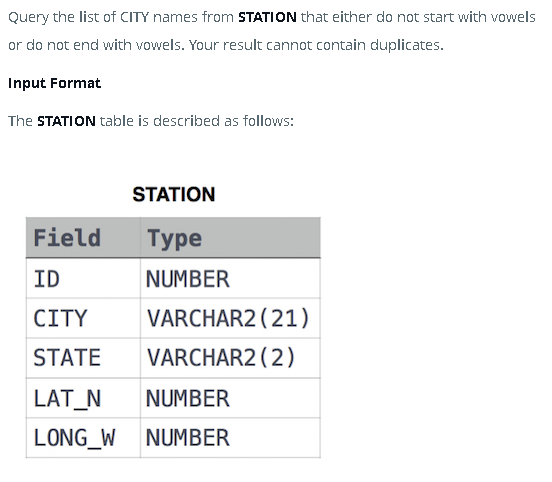 Query the list of CITY names from STATION that either do not start with vowels
or do not end with vowels. Your result cannot contain duplicates.
Input Format
The STATION table is described as follows:
STATION
Field Type
ID NUMBER
CITY VARCHAR2(21)
STATE VARCHAR2(2)
LAT_N NUMBER
LONG_W NUMBER